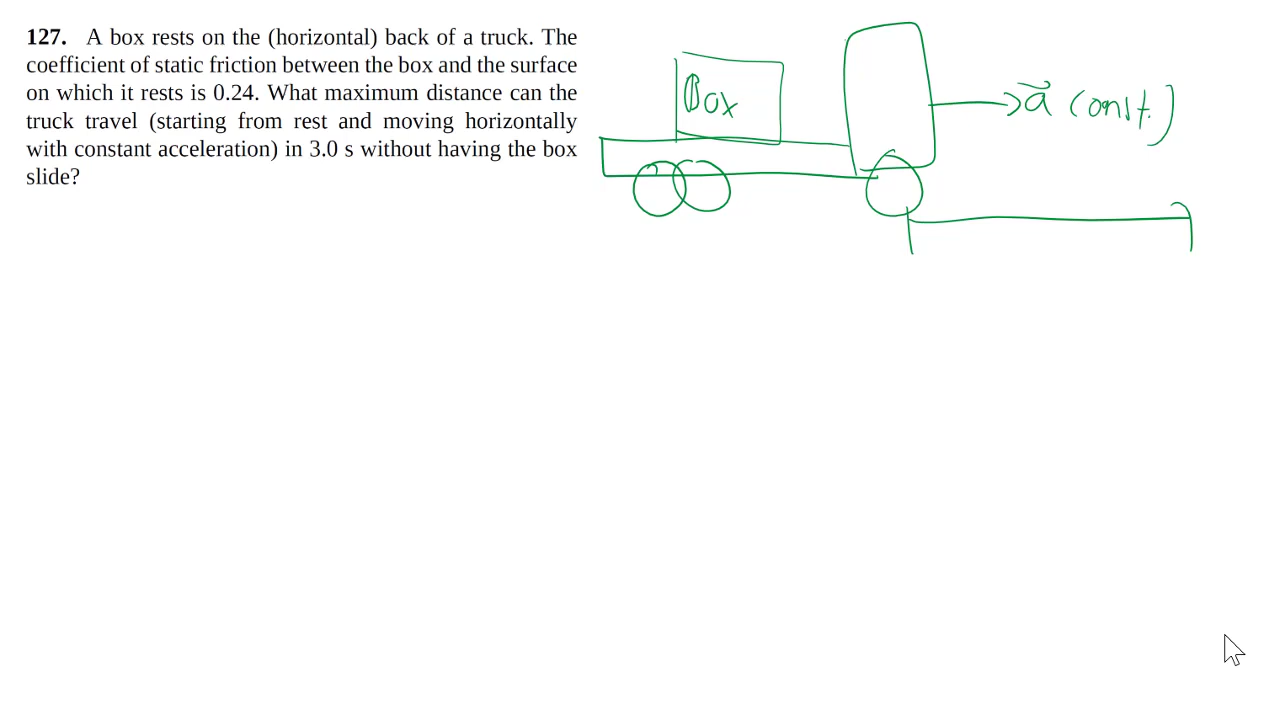 127. A box rests on the (horizontal) back of a truck. The
coefficient of static friction between the box and the surface
on which it rests is 0.24. What maximum distance can the
truck travel (starting from rest and moving horizontally
with constant acceleration) in 3.0 s without having the box
slide?
Box
a⃗ (const.)